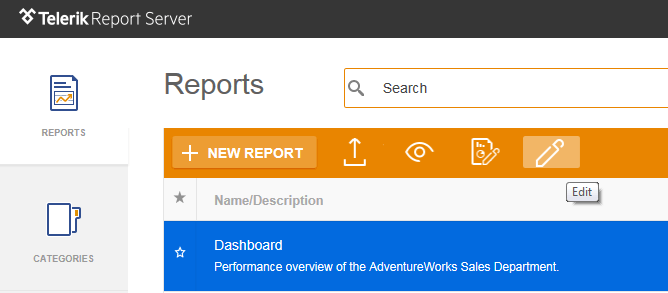 Telerik Report Server
Reports
Search
REPORTS
NEW REPORT
Edit
Name/Description
CATEGORIES
Dashboard
Performance overview of the AdventureWorks Sales Department.